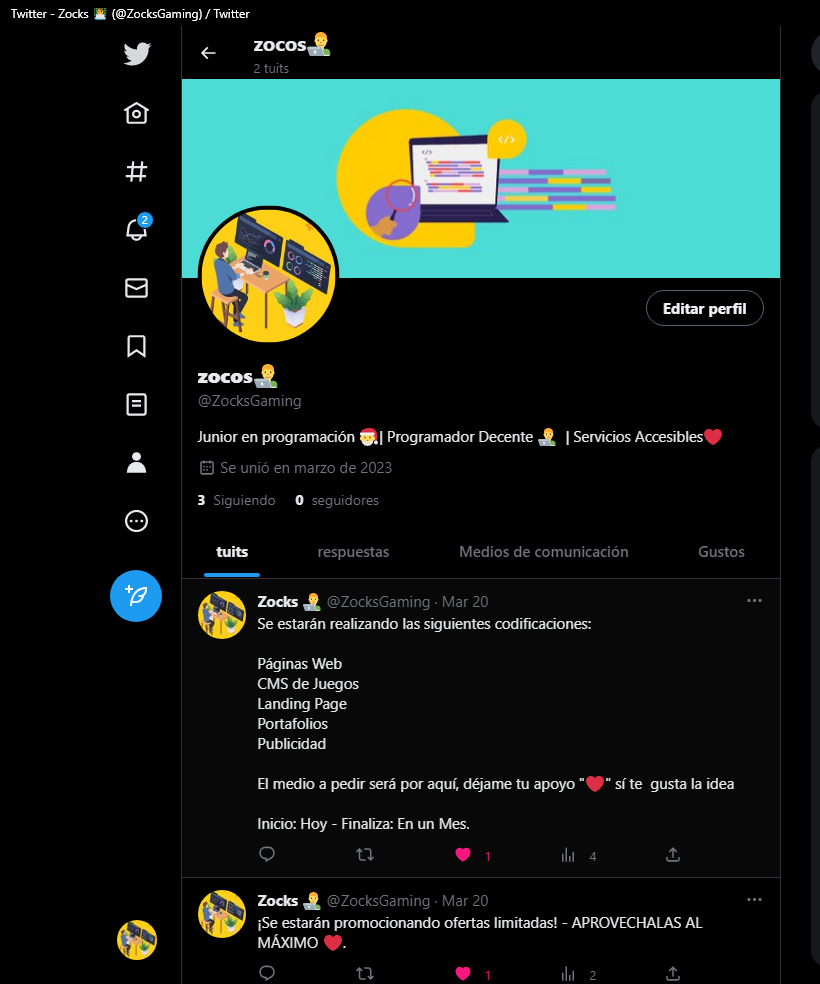 Twitter - Zocks 👨‍💻 (@ZocksGaming) / Twitter
zocos👨‍💻
2 tuits
2
</>
</>
Editar perfil
zocos👨‍💻
@ZocksGaming
Junior en programación 🎅| Programador Decente 👨‍💻 | Servicios Accesibles❤️
Se unió en marzo de 2023
3 Siguiendo 0 seguidores
tuits respuestas Medios de comunicación Gustos
Zocks 👨‍💻 @ZocksGaming · Mar 20
Se estarán realizando las siguientes codificaciones:
Páginas Web
CMS de Juegos
Landing Page
Portafolios
Publicidad
El medio a pedir será por aquí, déjame tu apoyo "❤️" sí te  gusta la idea
Inicio: Hoy - Finaliza: En un Mes.
1 4
Zocks 👨‍💻 @ZocksGaming · Mar 20
¡Se estarán promocionando ofertas limitadas! - APROVECHALAS AL
MÁXIMO ❤️.
1 2